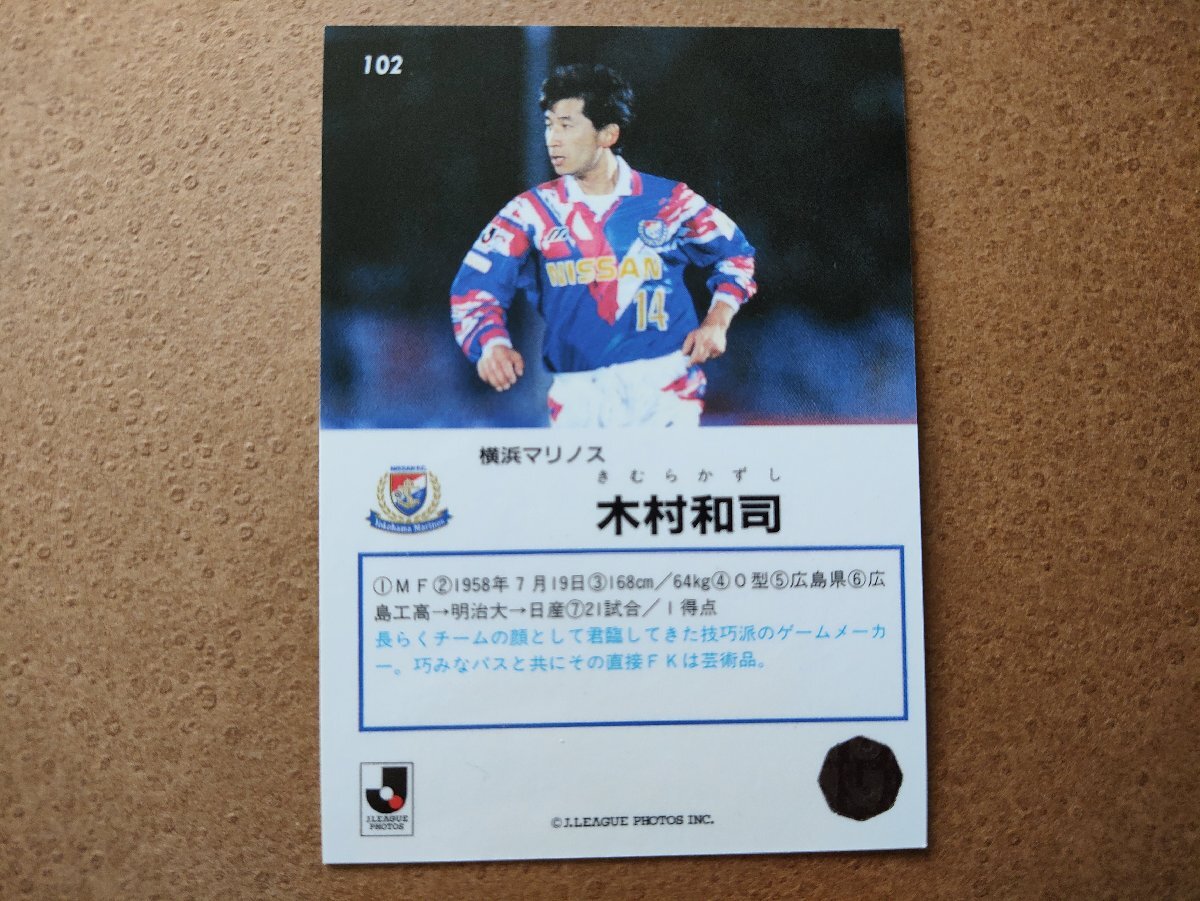 102
NISSAN
14
横浜マリノス
きむらかずし
木村和司
NISSAN F.C.
Yokohama Marinos
①ＭＦ②1958年７月19日③168cm／64kg④Ｏ型⑤広島県⑥広
島工高→明治大→日産⑦21試合／１得点
長らくチームの顔として君臨してきた技巧派のゲームメーカ
ー。巧みなパスと共にその直接ＦＫは芸術品。
J.LEAGUE
PHOTOS
©J.LEAGUE PHOTOS INC.